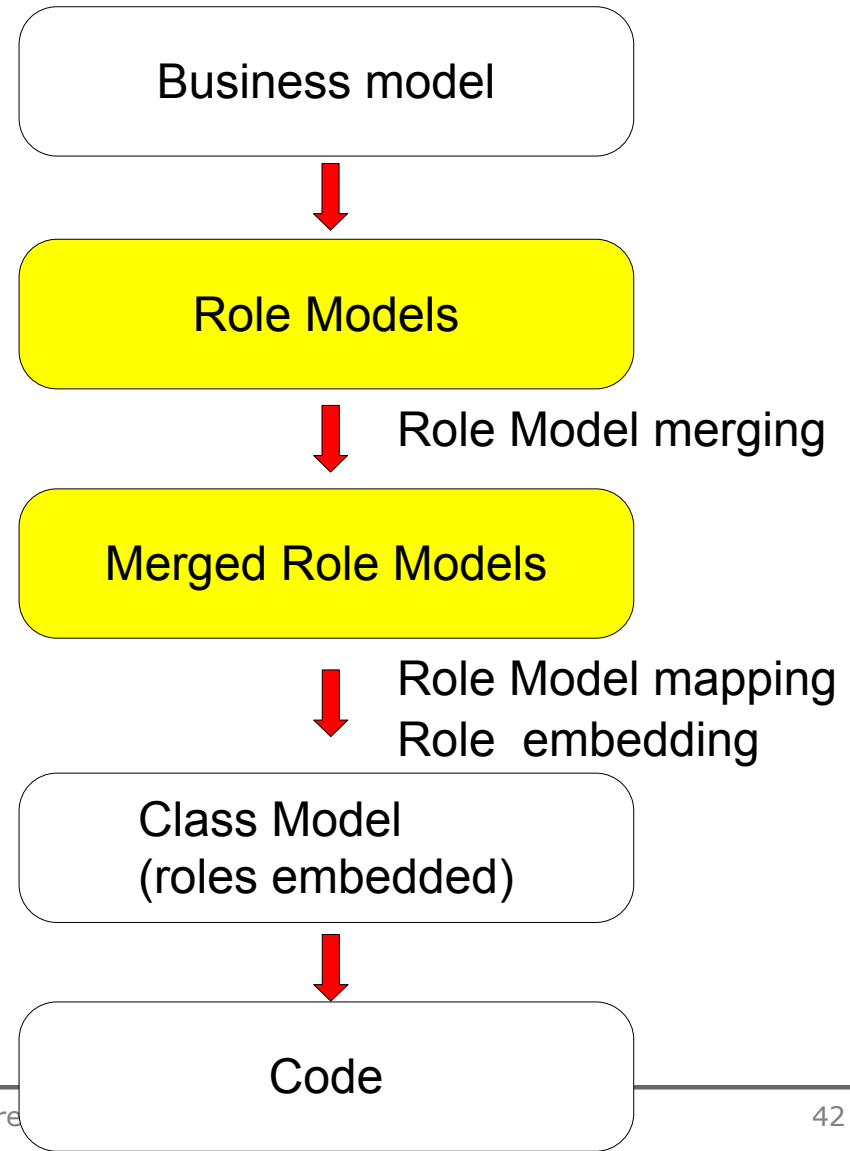 Business model
Role Models
Role Model merging
Merged Role Models
Role Model mapping
Role embedding
Class Model
(roles embedded)
Code
42